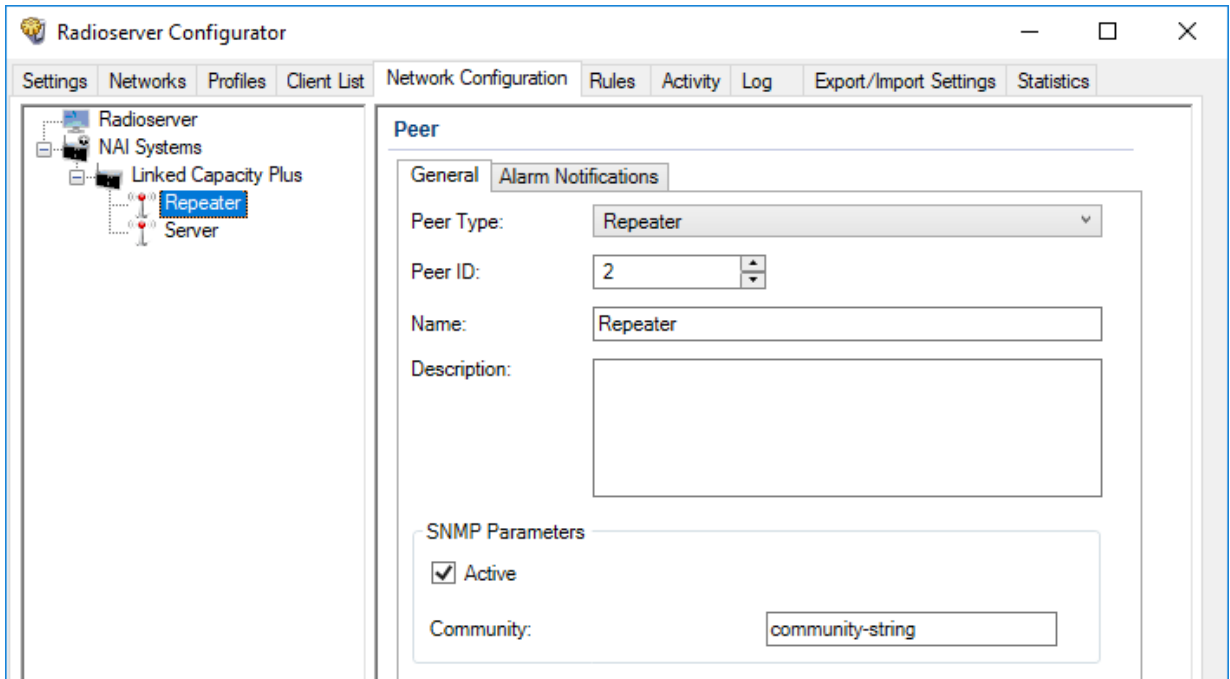 Radioserver Configurator
Settings Networks Profiles Client List Network Configuration Rules Activity Log Export/Import Settings Statistics
Radioserver
NAI Systems
Linked Capacity Plus
Repeater
Server
Peer
General Alarm Notifications
Peer Type: Repeater
Peer ID: 2
Name: Repeater
Description:
SNMP Parameters
Active
Community: community-string